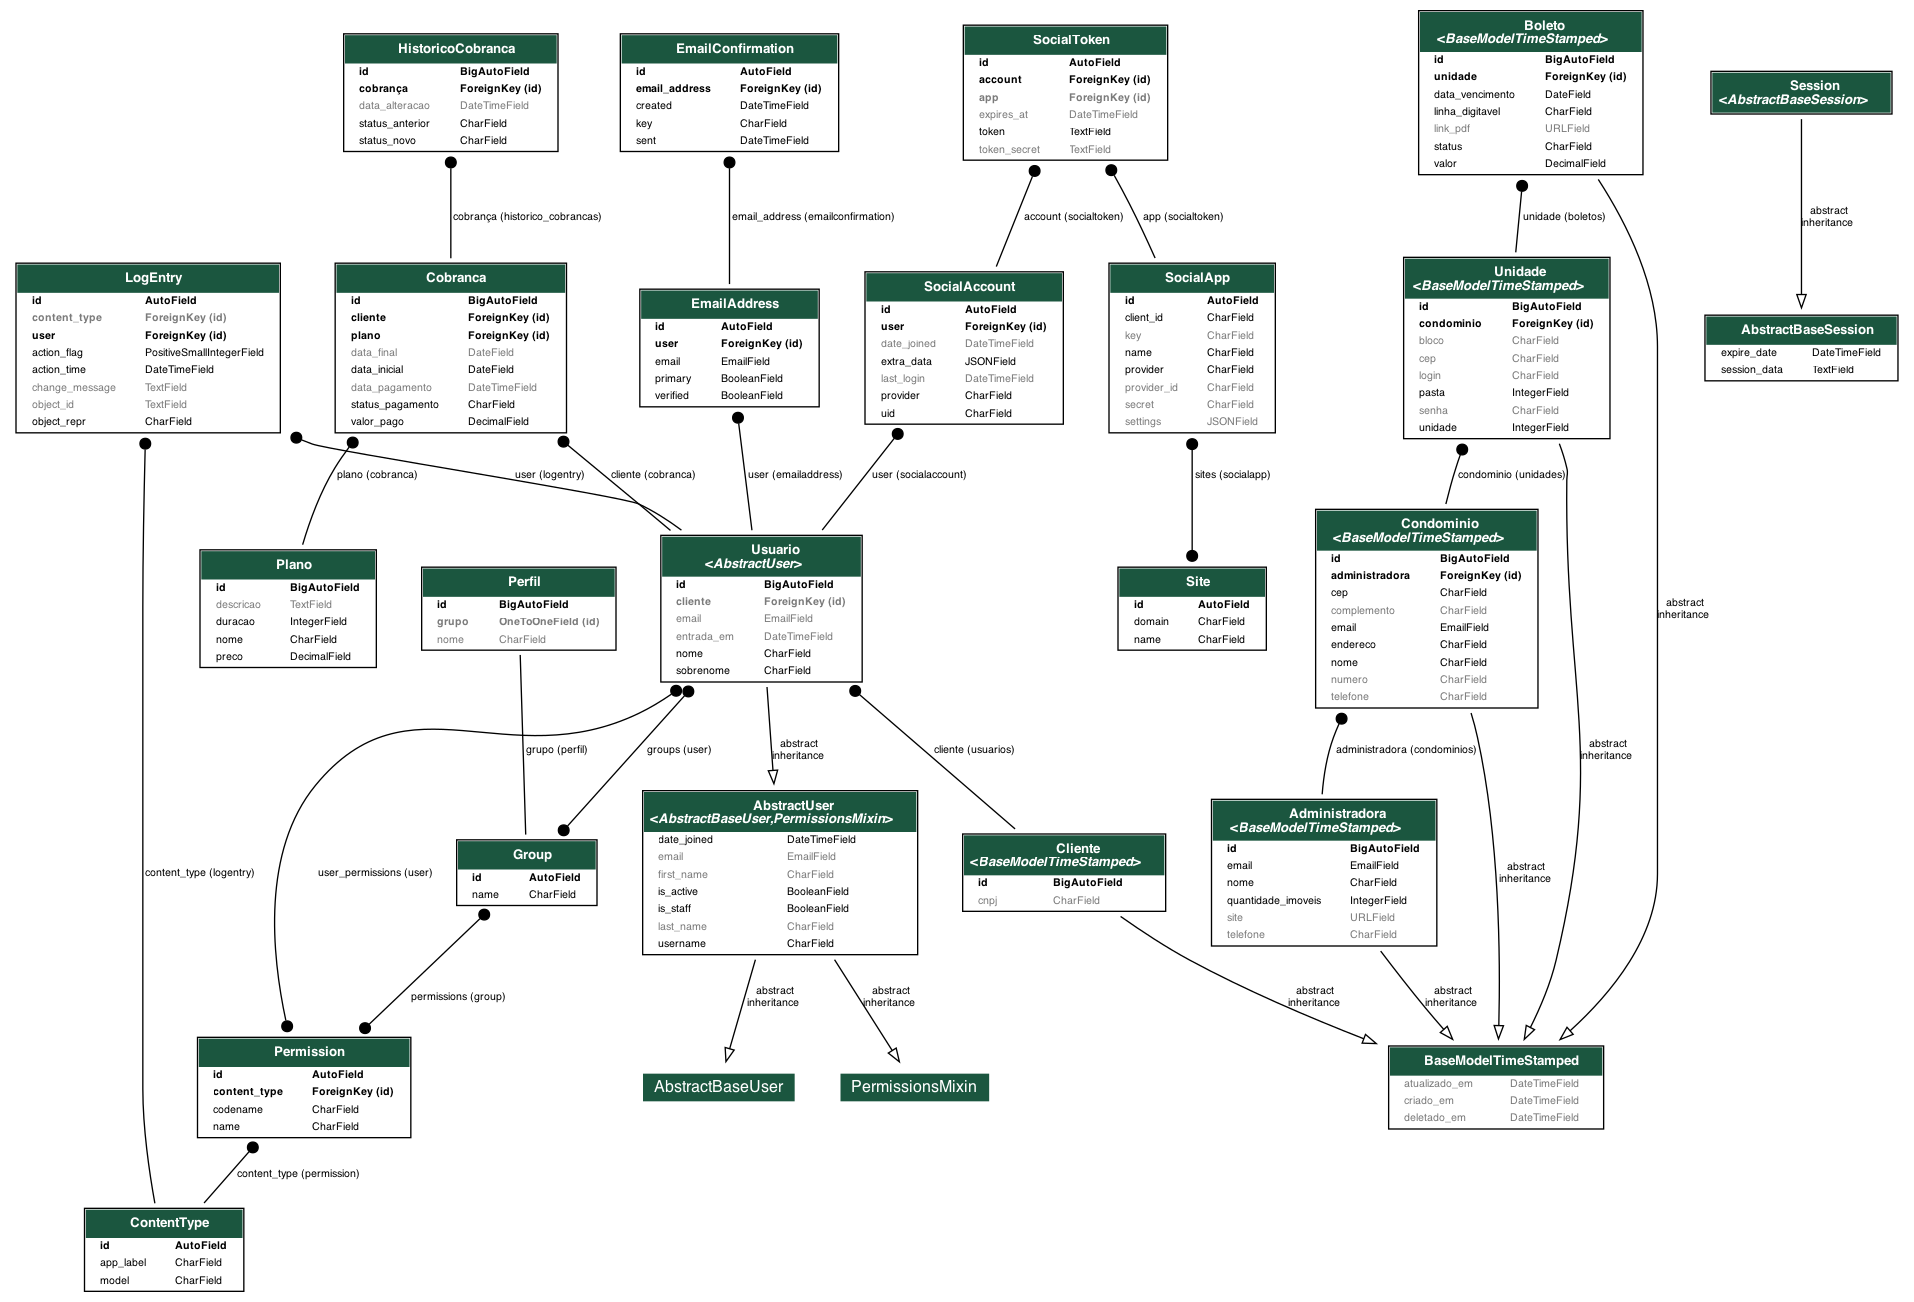 HistoricoCobranca
id BigAutoField
cobrança ForeignKey (id)
data_alteracao DateTimeField
status_anterior CharField
status_novo CharField
EmailConfirmation
id AutoField
email_address ForeignKey (id)
created DateTimeField
key CharField
sent DateTimeField
SocialToken
id AutoField
account ForeignKey (id)
app ForeignKey (id)
expires_at DateTimeField
token TextField
token_secret TextField
Boleto
<BaseModelTimeStamped>
id BigAutoField
unidade ForeignKey (id)
data_vencimento DateField
linha_digitavel CharField
link_pdf URLField
status CharField
valor DecimalField
Session
<AbstractBaseSession>
cobrança (historico_cobrancas)
email_address (emailconfirmation)
account (socialtoken)
app (socialtoken)
unidade (boletos)
abstract
inheritance
LogEntry
id AutoField
content_type ForeignKey (id)
user ForeignKey (id)
action_flag PositiveSmallIntegerField
action_time DateTimeField
change_message TextField
object_id TextField
object_repr CharField
Cobranca
id BigAutoField
cliente ForeignKey (id)
plano ForeignKey (id)
data_final DateField
data_inicial DateField
data_pagamento DateTimeField
status_pagamento CharField
valor_pago DecimalField
EmailAddress
id AutoField
user ForeignKey (id)
email EmailField
primary BooleanField
verified BooleanField
SocialAccount
id AutoField
user ForeignKey (id)
date_joined DateTimeField
extra_data JSONField
last_login DateTimeField
provider CharField
uid CharField
SocialApp
id AutoField
client_id CharField
key CharField
name CharField
provider CharField
provider_id CharField
secret CharField
settings JSONField
Unidade
<BaseModelTimeStamped>
id BigAutoField
condominio ForeignKey (id)
bloco CharField
cep CharField
login CharField
pasta IntegerField
senha CharField
unidade IntegerField
AbstractBaseSession
expire_date DateTimeField
session_data TextField
plano (cobranca)
user (logentry)
cliente (cobranca)
user (emailaddress)
user (socialaccount)
sites (socialapp)
condominio (unidades)
Plano
id BigAutoField
descricao TextField
duracao IntegerField
nome CharField
preco DecimalField
Perfil
id BigAutoField
grupo OneToOneField (id)
nome CharField
Usuario
<AbstractUser>
id BigAutoField
cliente ForeignKey (id)
email EmailField
entrada_em DateTimeField
nome CharField
sobrenome CharField
Site
id AutoField
domain CharField
name CharField
Condominio
<BaseModelTimeStamped>
id BigAutoField
administradora ForeignKey (id)
cep CharField
complemento CharField
email EmailField
endereco CharField
nome CharField
numero CharField
telefone CharField
abstract
inheritance
grupo (perfil)
groups (user)
abstract
inheritance
cliente (usuarios)
administradora (condominios)
abstract
inheritance
content_type (logentry)
user_permissions (user)
Group
id AutoField
name CharField
AbstractUser
<AbstractBaseUser,PermissionsMixin>
date_joined DateTimeField
email EmailField
first_name CharField
is_active BooleanField
is_staff BooleanField
last_name CharField
username CharField
Cliente
<BaseModelTimeStamped>
id BigAutoField
cnpj CharField
Administradora
<BaseModelTimeStamped>
id BigAutoField
email EmailField
nome CharField
quantidade_imoveis IntegerField
site URLField
telefone CharField
abstract
inheritance
permissions (group)
abstract
inheritance
abstract
inheritance
abstract
inheritance
abstract
inheritance
Permission
id AutoField
content_type ForeignKey (id)
codename CharField
name CharField
AbstractBaseUser
PermissionsMixin
BaseModelTimeStamped
atualizado_em DateTimeField
criado_em DateTimeField
deletado_em DateTimeField
content_type (permission)
ContentType
id AutoField
app_label CharField
model CharField